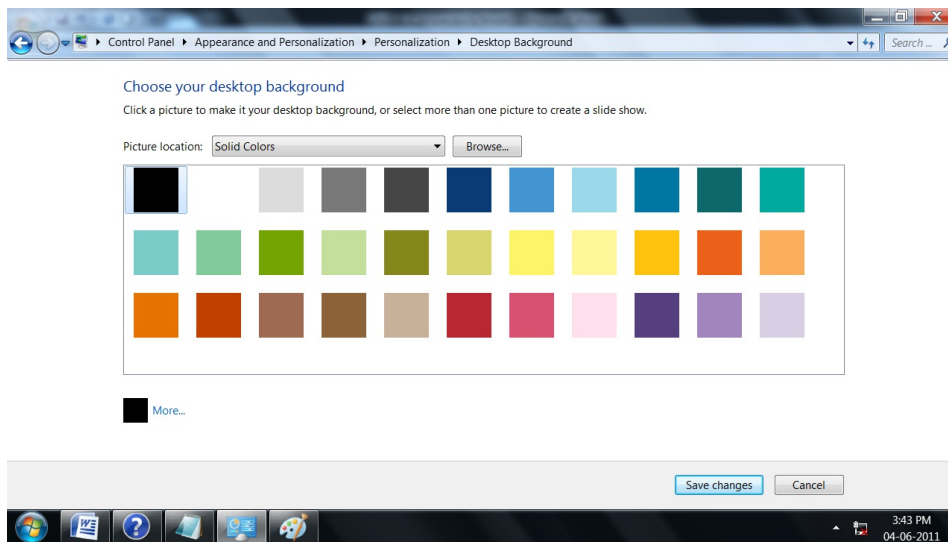 Control Panel ▸ Appearance and Personalization ▸ Personalization ▸ Desktop Background
Search ...
Choose your desktop background
Click a picture to make it your desktop background, or select more than one picture to create a slide show.
Picture location: Solid Colors Browse...
More...
Save changes Cancel
W
?
3:43 PM
04-06-2011